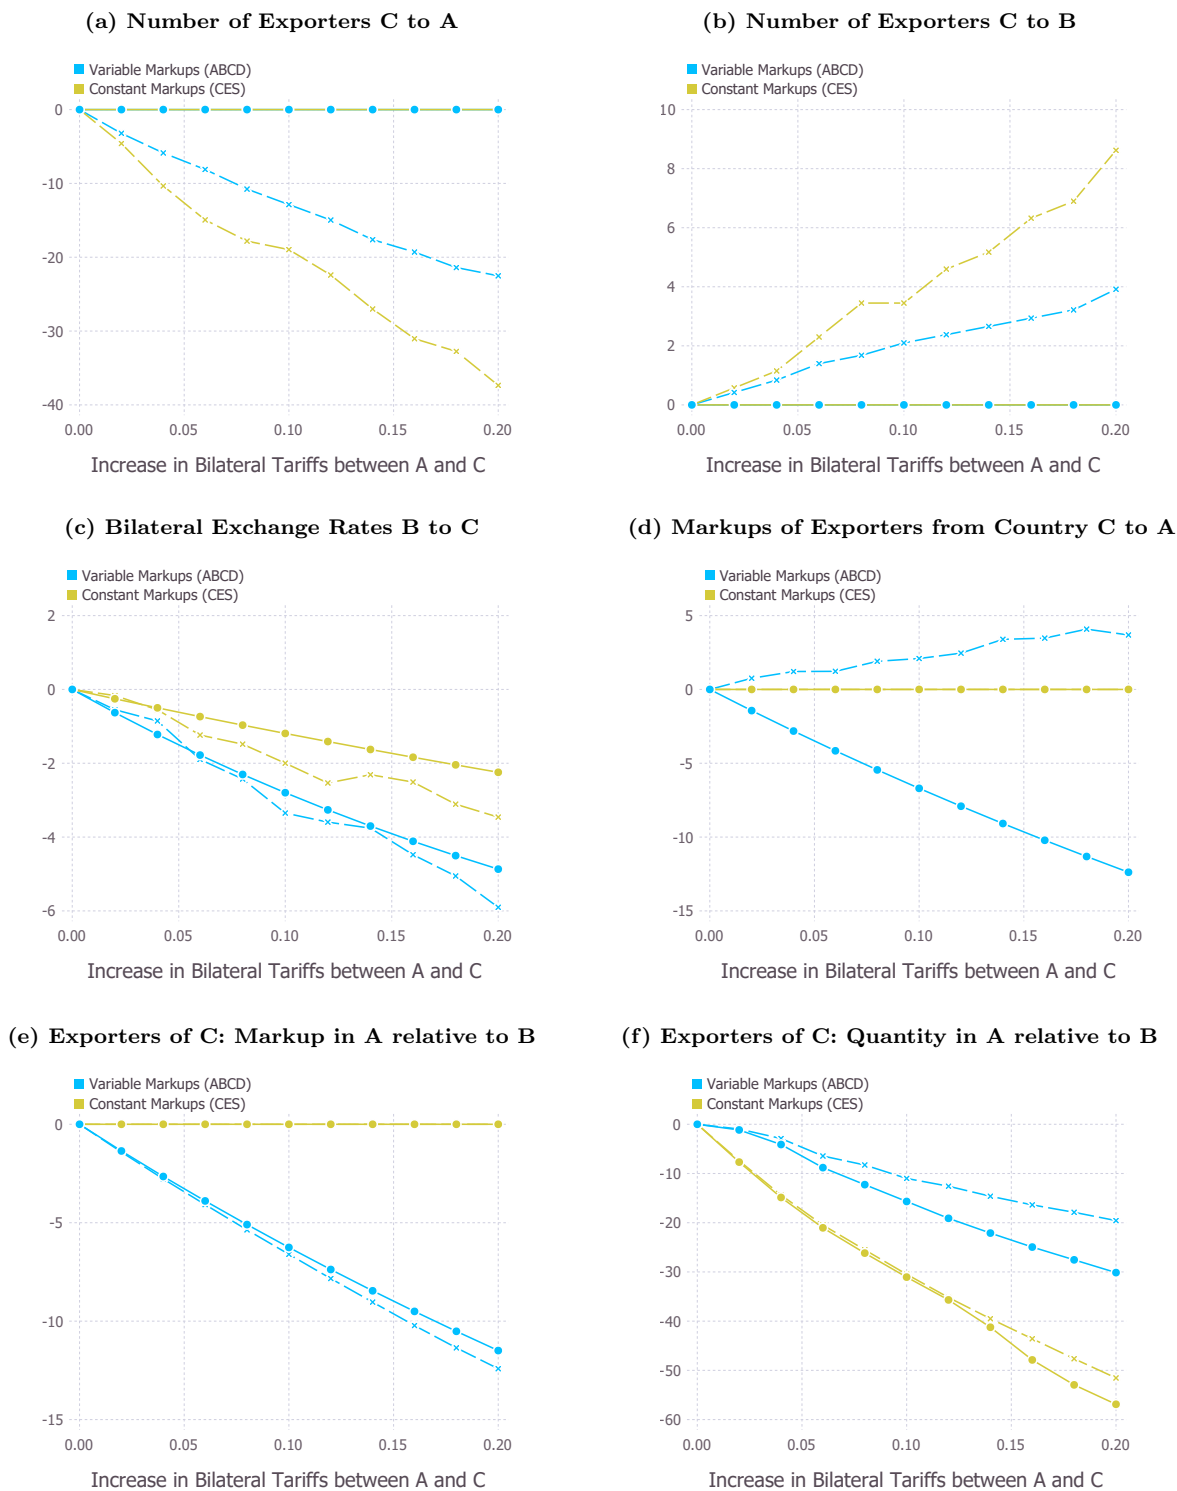 (a) Number of Exporters C to A
Variable Markups (ABCD)
Constant Markups (CES)
0
-10
-20
-30
-40
0.00 0.05 0.10 0.15 0.20
Increase in Bilateral Tariffs between A and C
(b) Number of Exporters C to B
Variable Markups (ABCD)
Constant Markups (CES)
10
8
6
4
2
0
0.00 0.05 0.10 0.15 0.20
Increase in Bilateral Tariffs between A and C
(c) Bilateral Exchange Rates B to C
Variable Markups (ABCD)
Constant Markups (CES)
2
0
-2
-4
-6
0.00 0.05 0.10 0.15 0.20
Increase in Bilateral Tariffs between A and C
(d) Markups of Exporters from Country C to A
Variable Markups (ABCD)
Constant Markups (CES)
5
0
-5
-10
-15
0.00 0.05 0.10 0.15 0.20
Increase in Bilateral Tariffs between A and C
(e) Exporters of C: Markup in A relative to B
Variable Markups (ABCD)
Constant Markups (CES)
0
-5
-10
-15
0.00 0.05 0.10 0.15 0.20
Increase in Bilateral Tariffs between A and C
(f) Exporters of C: Quantity in A relative to B
Variable Markups (ABCD)
Constant Markups (CES)
0
-10
-20
-30
-40
-50
-60
0.00 0.05 0.10 0.15 0.20
Increase in Bilateral Tariffs between A and C